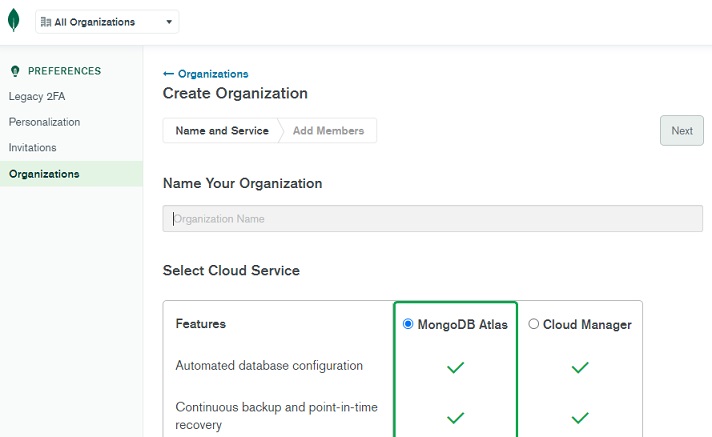 All Organizations
PREFERENCES
Legacy 2FA
Personalization
Invitations
Organizations
← Organizations
Create Organization
Name and Service
Add Members
Next
Name Your Organization
Organization Name
Select Cloud Service
Features
MongoDB Atlas
Cloud Manager
Automated database configuration
Continuous backup and point-in-time
recovery